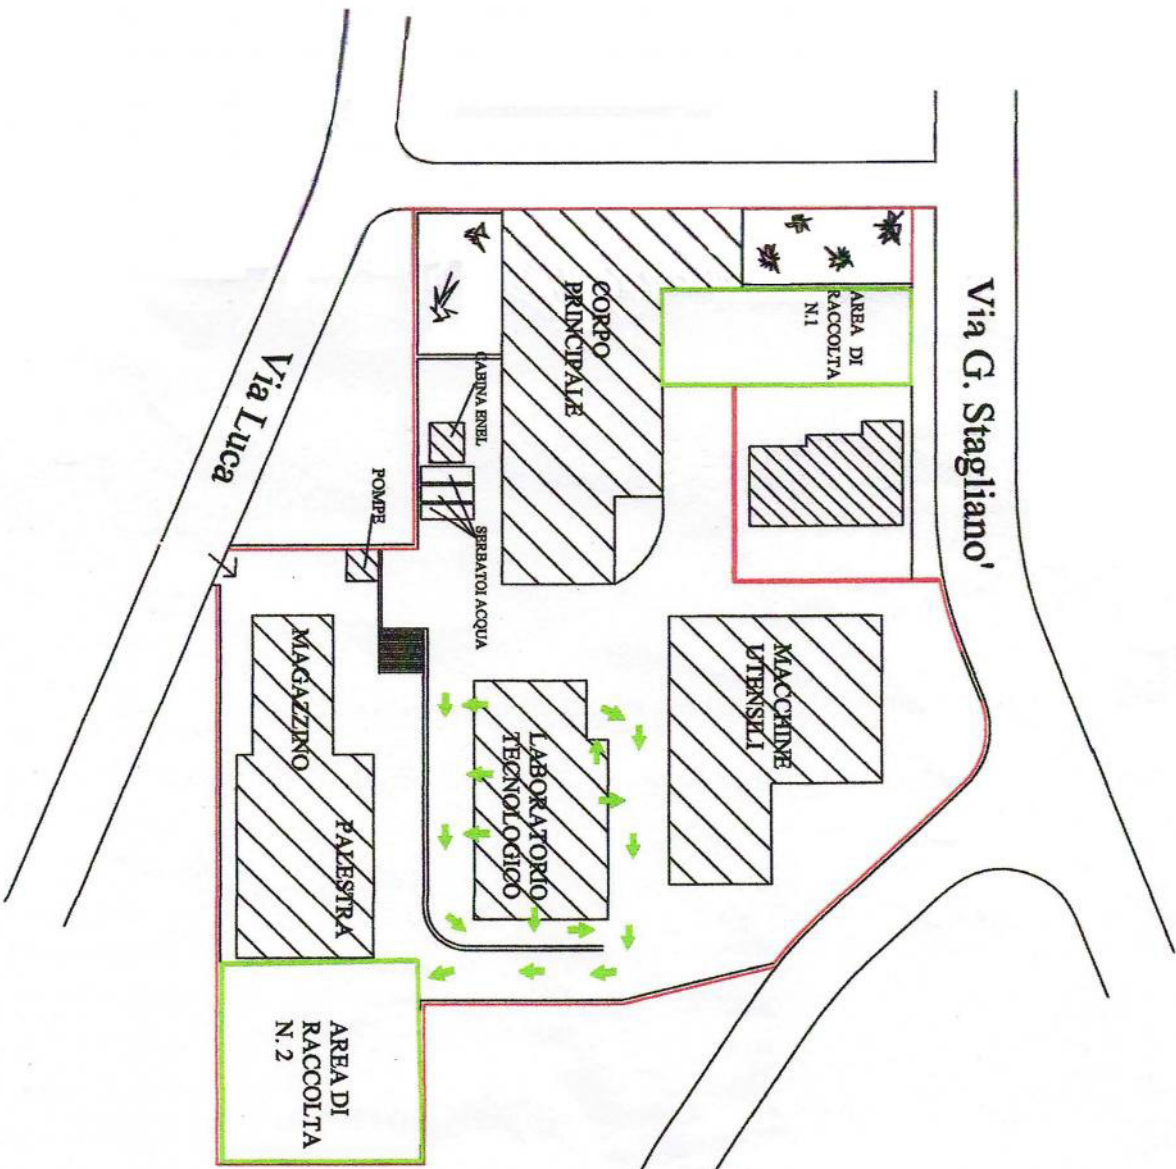 Via G. Stagliano'
AREA DI
RACCOLTA
N.1
CORPO
PRINCIPALE
CABINA ENEL
SERBATOI ACQUA
POMPE
Via Luca
MACCHINE
UTENSILI
LABORATORIO
TECNOLOGICO
MAGAZZINO
PALESTRA
AREA DI
RACCOLTA
N. 2